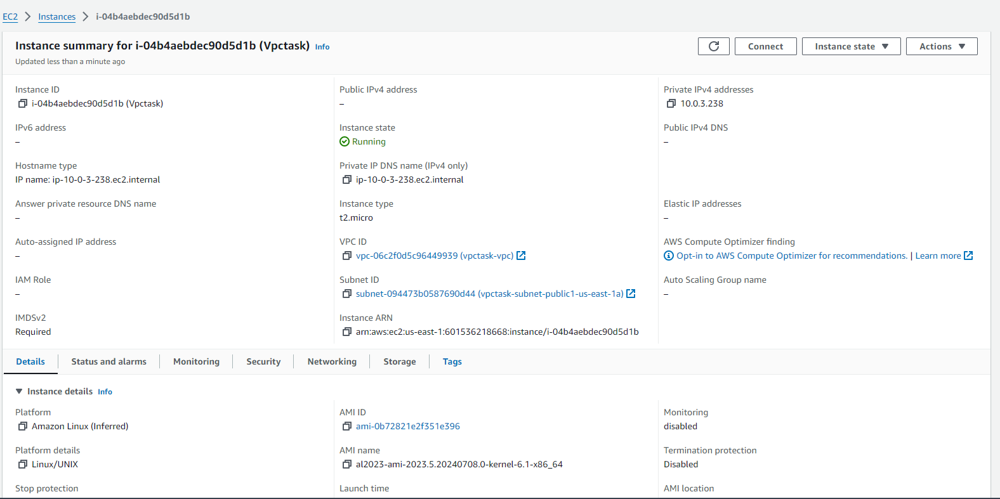 EC2 > Instances > i-04b4aebdec90d5d1b
Instance summary for i-04b4aebdec90d5d1b (Vpctask) Info
Updated less than a minute ago
Connect
Instance state
Actions
Instance ID
i-04b4aebdec90d5d1b (Vpctask)
Public IPv4 address
–
Private IPv4 addresses
10.0.3.238
IPv6 address
–
Instance state
Running
Public IPv4 DNS
–
Hostname type
IP name: ip-10-0-3-238.ec2.internal
Private IP DNS name (IPv4 only)
ip-10-0-3-238.ec2.internal
Answer private resource DNS name
–
Instance type
t2.micro
Elastic IP addresses
–
Auto-assigned IP address
–
VPC ID
vpc-06c2f0d5c96449939 (vpctask-vpc)
AWS Compute Optimizer finding
Opt-in to AWS Compute Optimizer for recommendations. | Learn more
IAM Role
–
Subnet ID
subnet-094473b0587690d44 (vpctask-subnet-public1-us-east-1a)
Auto Scaling Group name
–
IMDSv2
Required
Instance ARN
arn:aws:ec2:us-east-1:601536218668:instance/i-04b4aebdec90d5d1b
Details
Status and alarms
Monitoring
Security
Networking
Storage
Tags
Instance details Info
Platform
Amazon Linux (Inferred)
AMI ID
ami-0b72821e2f351e396
Monitoring
disabled
Platform details
Linux/UNIX
AMI name
al2023-ami-2023.5.20240708.0-kernel-6.1-x86_64
Termination protection
Disabled
Stop protection
Launch time
AMI location